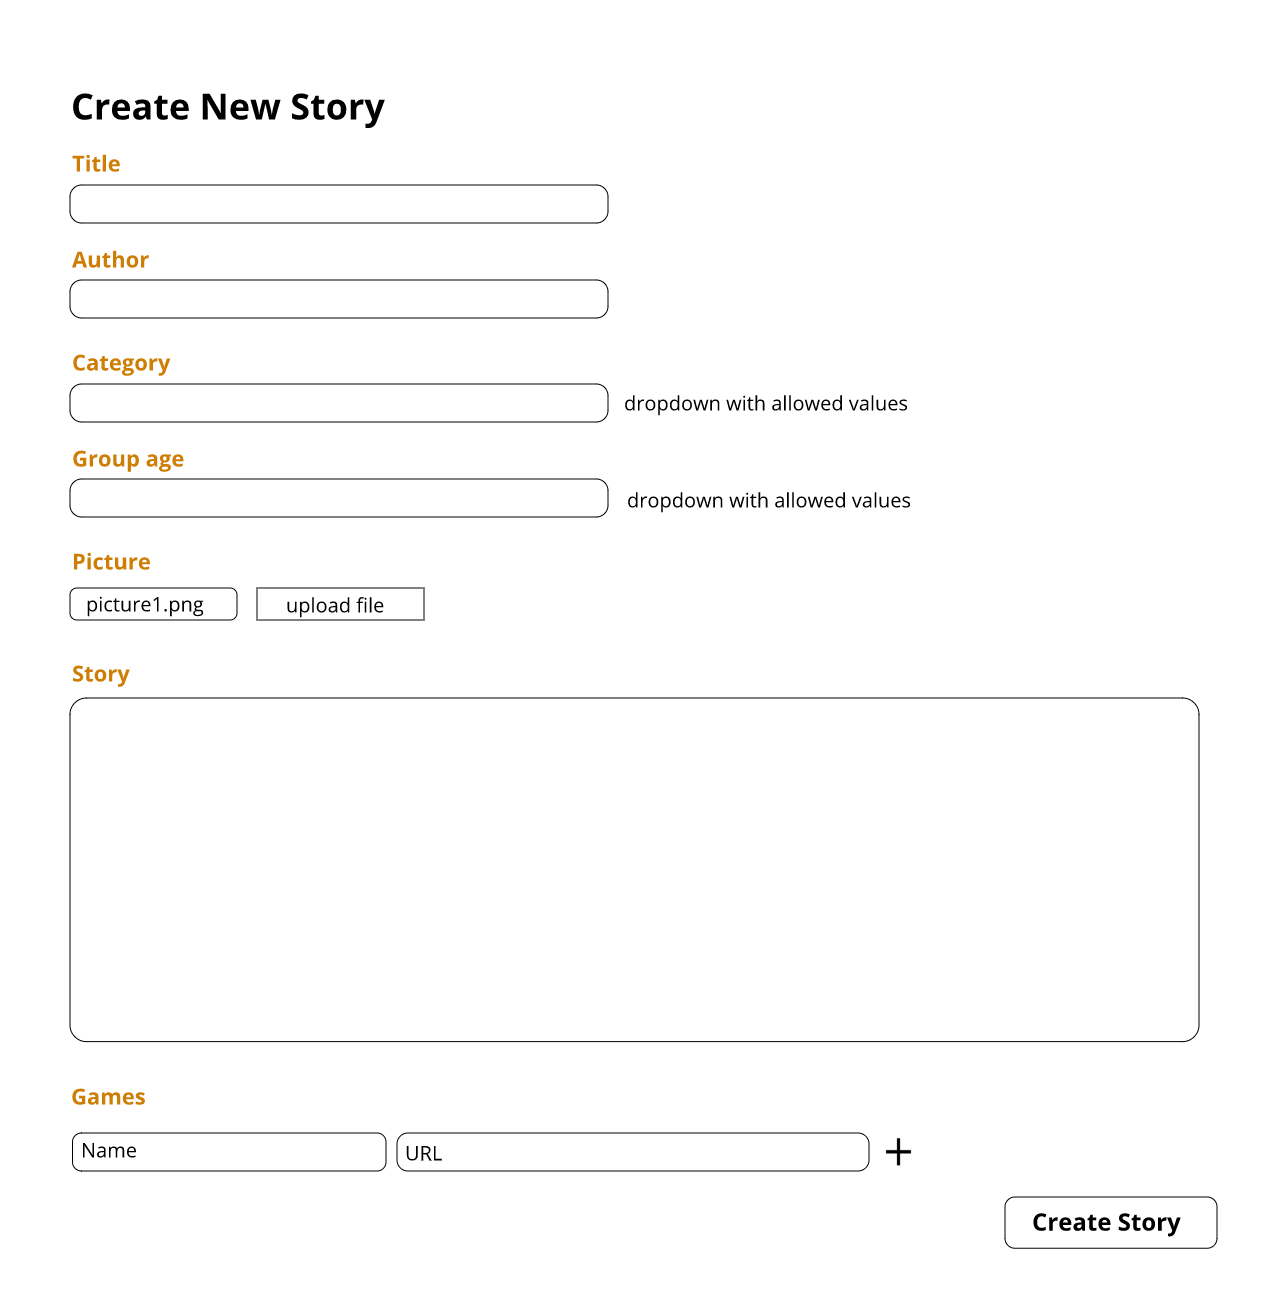 Create New Story
Title
Author
Category
dropdown with allowed values
Group age
dropdown with allowed values
Picture
picture1.png
upload file
Story
Games
Name
URL
+
Create Story